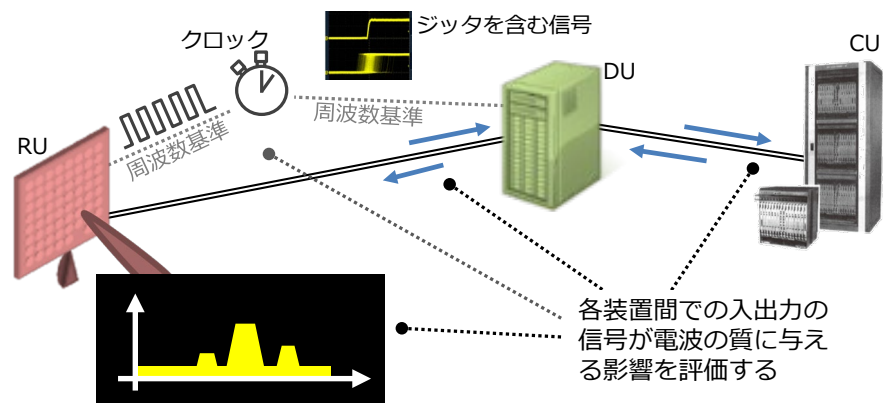 クロック
ジッタを含む信号
CU
DU
RU
周波数基準
周波数基準
各装置間での入出力の
信号が電波の質に与え
る影響を評価する